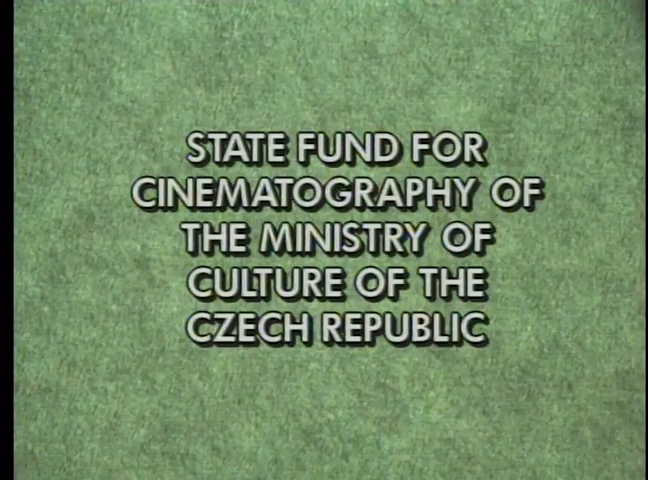 STATE FUND FOR
CINEMATOGRAPHY OF
THE MINISTRY OF
CULTURE OF THE
CZECH REPUBLIC